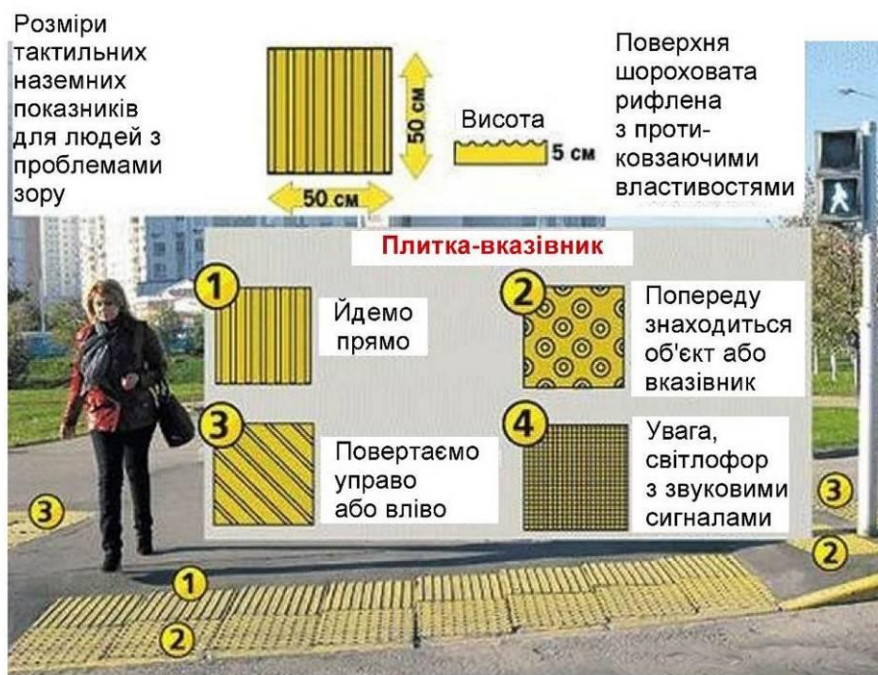 Розміри
тактильних
наземних
показників
для людей з
проблемами
зору
50 см
50 см
Висота
5 см
Поверхня
шороховата
рифлена
з проти-
ковзаючими
властивостями
Плитка-вказівник
1
Йдемо
прямо
2
Попереду
знаходиться
об'єкт або
вказівник
3
Повертаємо
управо
або вліво
4
Увага,
світлофор
з звуковими
сигналами
3
3
2
1
2